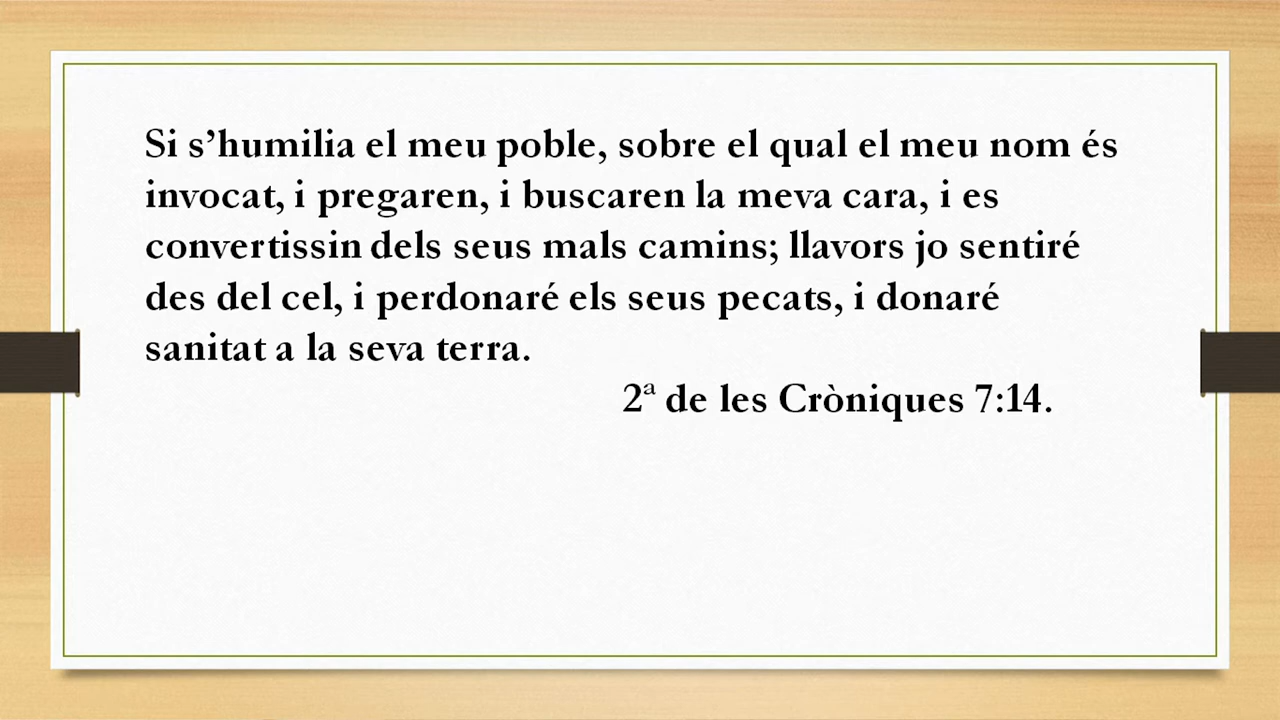 Si s’humilia el meu poble, sobre el qual el meu nom és
invocat, i pregaren, i buscaren la meva cara, i es
convertissin dels seus mals camins; llavors jo sentiré
des del cel, i perdonaré els seus pecats, i donaré
sanitat a la seva terra.
2ª de les Cròniques 7:14.